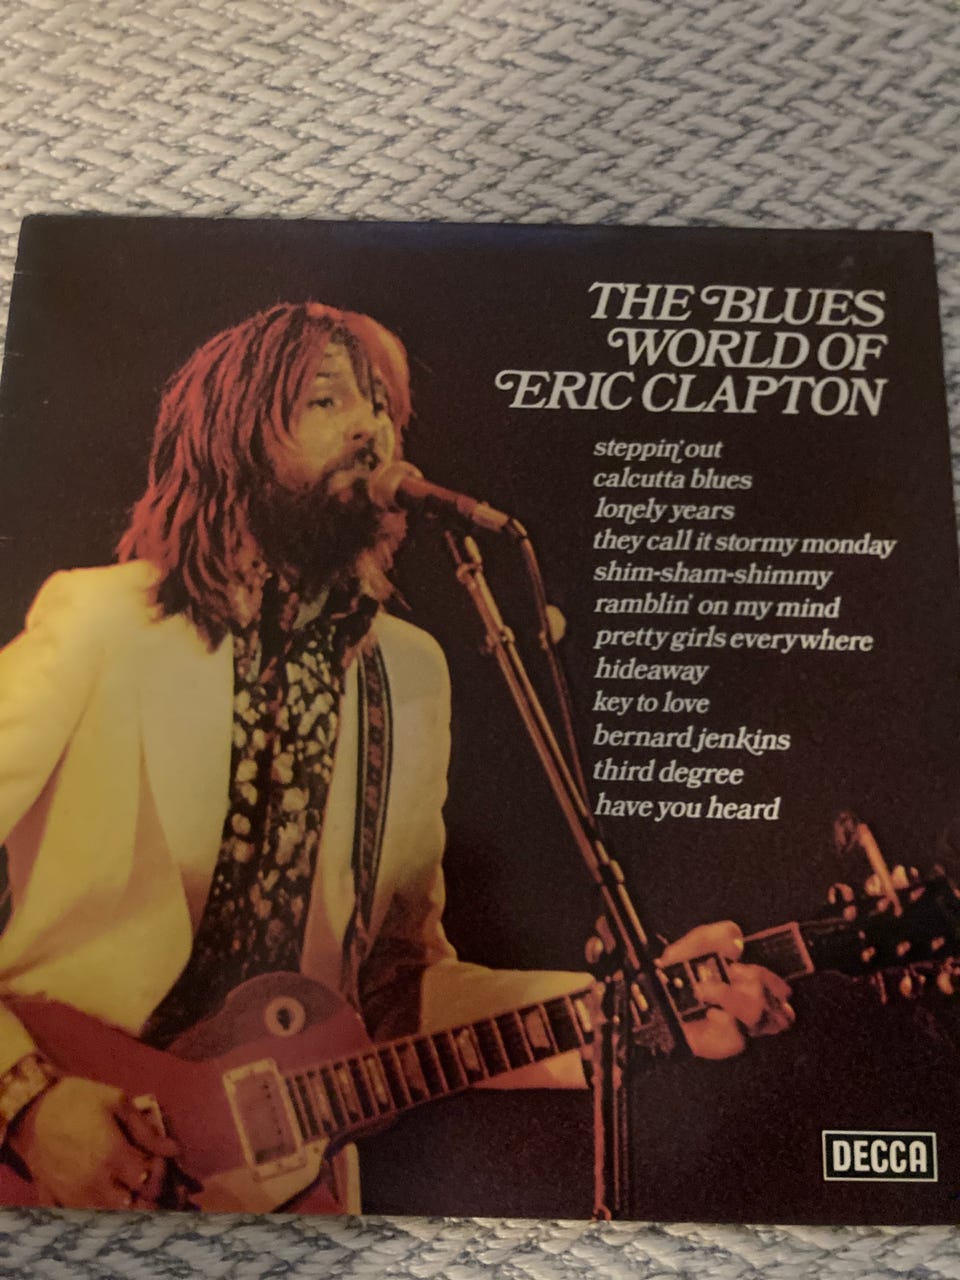 THE BLUES
WORLD OF
ERIC CLAPTON
steppin' out
calcutta blues
lonely years
they call it stormy monday
shim-sham-shimmy
ramblin' on my mind
pretty girls everywhere
hideaway
key to love
bernard jenkins
third degree
have you heard
DECCA